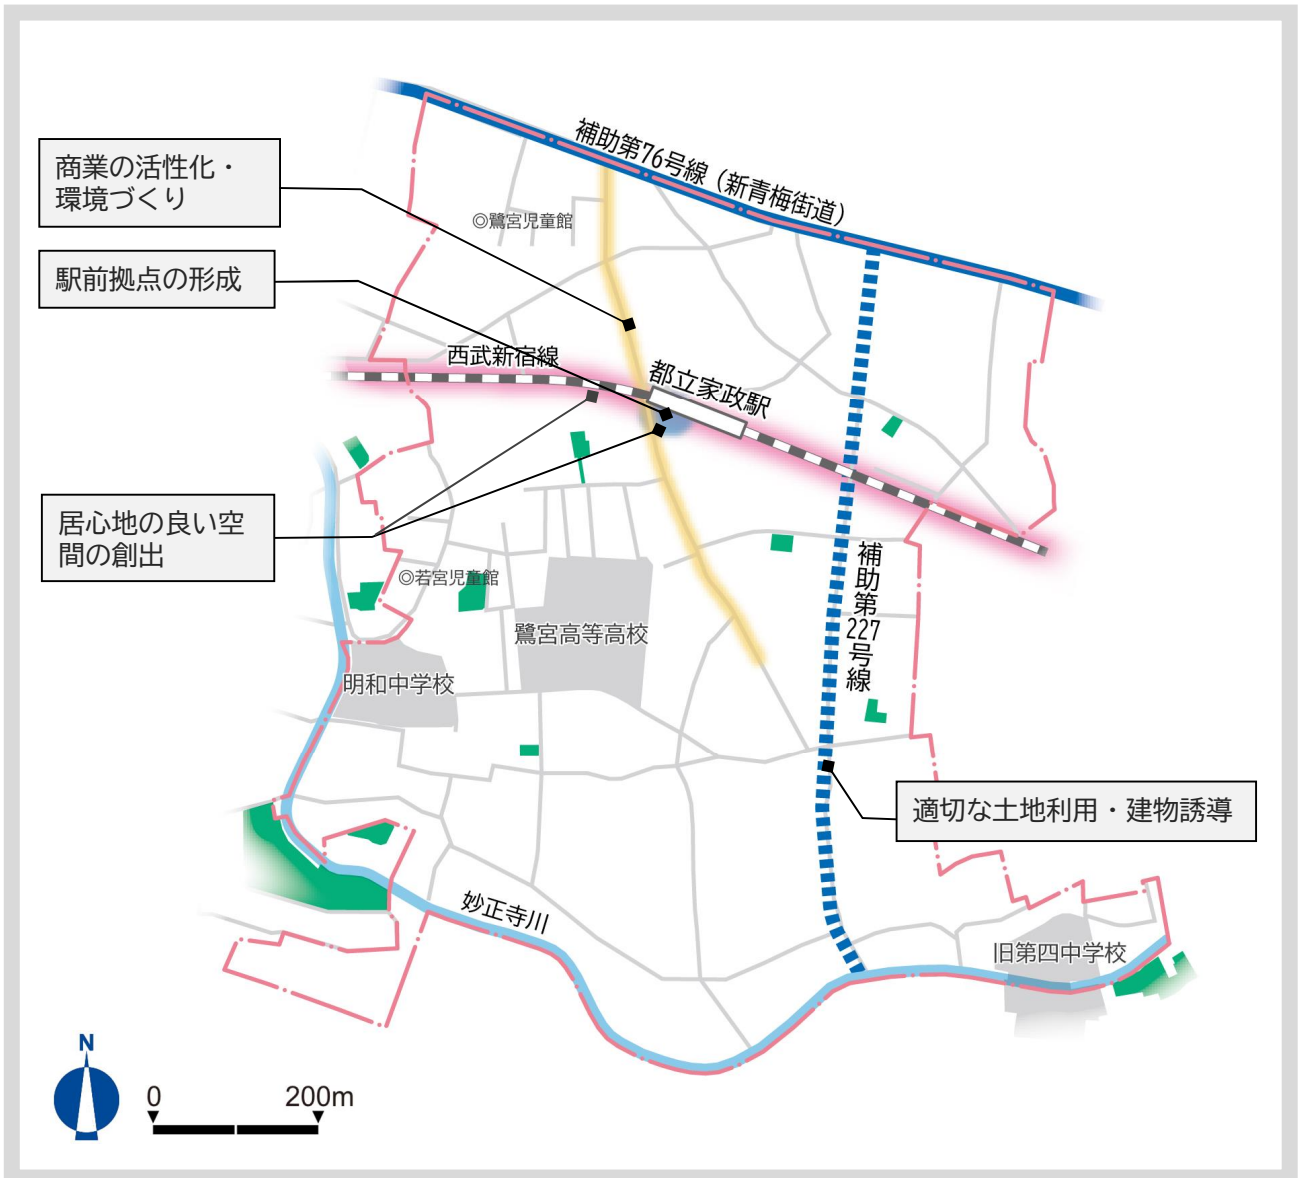 補助第76号線（新青梅街道）
商業の活性化・
環境づくり
◎鷺宮児童館
駅前拠点の形成
西武新宿線
都立家政駅
居心地の良い空
間の創出
◎若宮児童館
補助第227号線
鷺宮高等高校
明和中学校
適切な土地利用・建物誘導
妙正寺川
旧第四中学校
N
0
200m